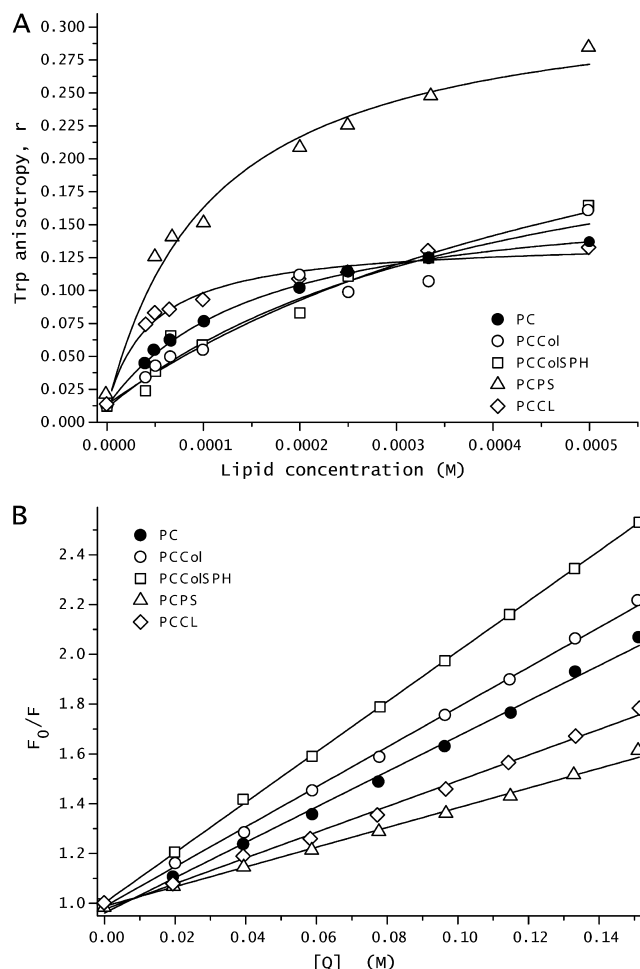 A
0.300
0.275
0.250
0.225
0.200
0.175
0.150
0.125
0.100
0.075
0.050
0.025
0.000
Trp anisotropy, r
PC
PCCol
PCColSPH
PCPS
PCCL
0.0000 0.0001 0.0002 0.0003 0.0004 0.0005
Lipid concentration (M)
B
PC
PCCol
PCColSPH
PCPS
PCCL
2.4
2.2
2.0
1.8
1.6
1.4
1.2
1.0
F0/F
0.00 0.02 0.04 0.06 0.08 0.10 0.12 0.14
[Q] (M)